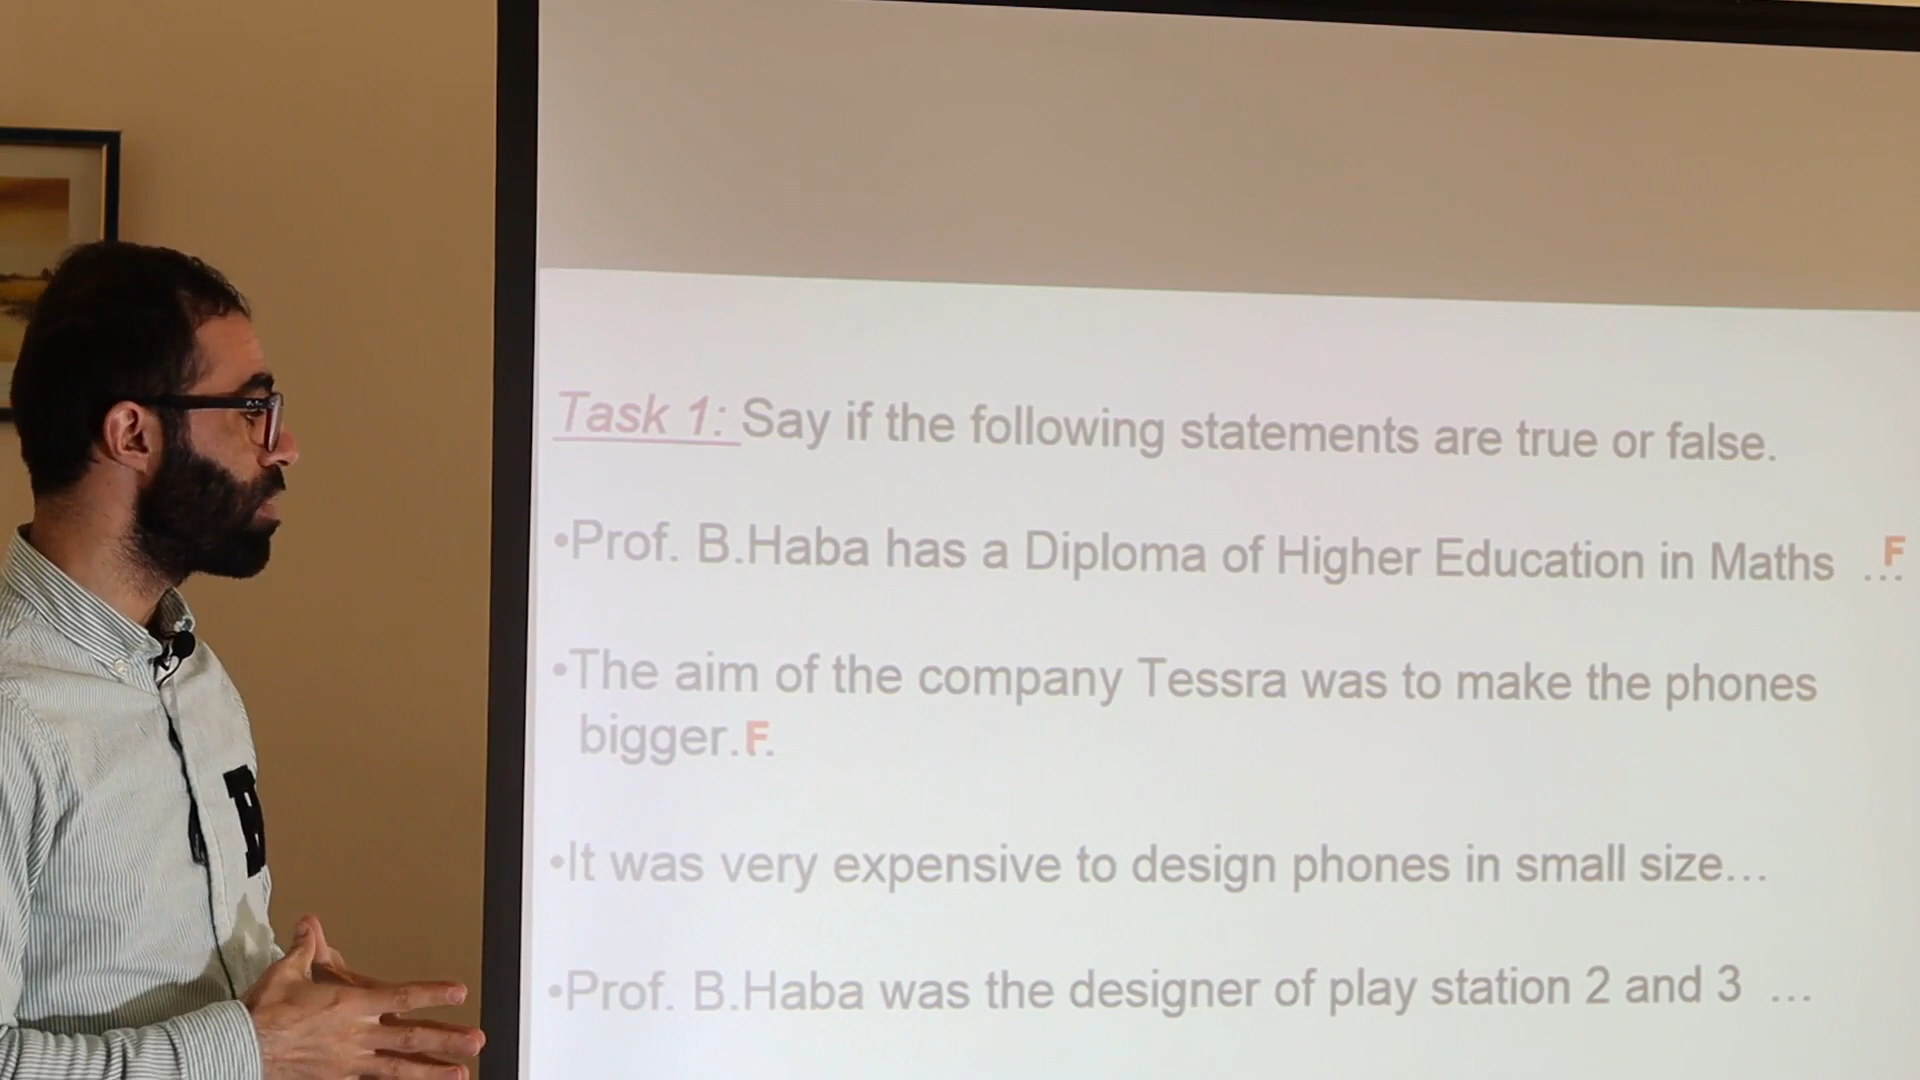 Task 1: Say if the following statements are true or false.
•Prof. B.Haba has a Diploma of Higher Education in Maths ...F
•The aim of the company Tessra was to make the phones
bigger.F.
•It was very expensive to design phones in small size...
•Prof. B.Haba was the designer of play station 2 and 3 ...